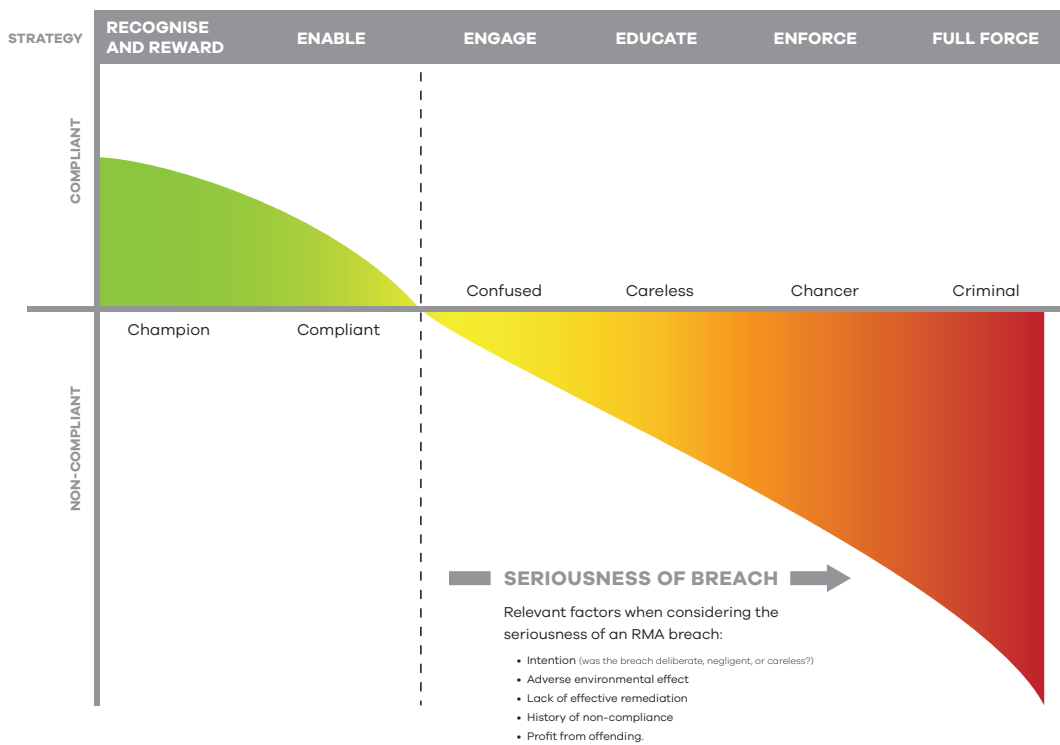 STRATEGY
RECOGNISE
AND REWARD
ENABLE
ENGAGE
EDUCATE
ENFORCE
FULL FORCE
COMPLIANT
Confused
Careless
Chancer
Criminal
Champion
Compliant
NON-COMPLIANT
SERIOUSNESS OF BREACH
Relevant factors when considering the
seriousness of an RMA breach:
• Intention (was the breach deliberate, negligent, or careless?)
• Adverse environmental effect
• Lack of effective remediation
• History of non-compliance
• Profit from offending.